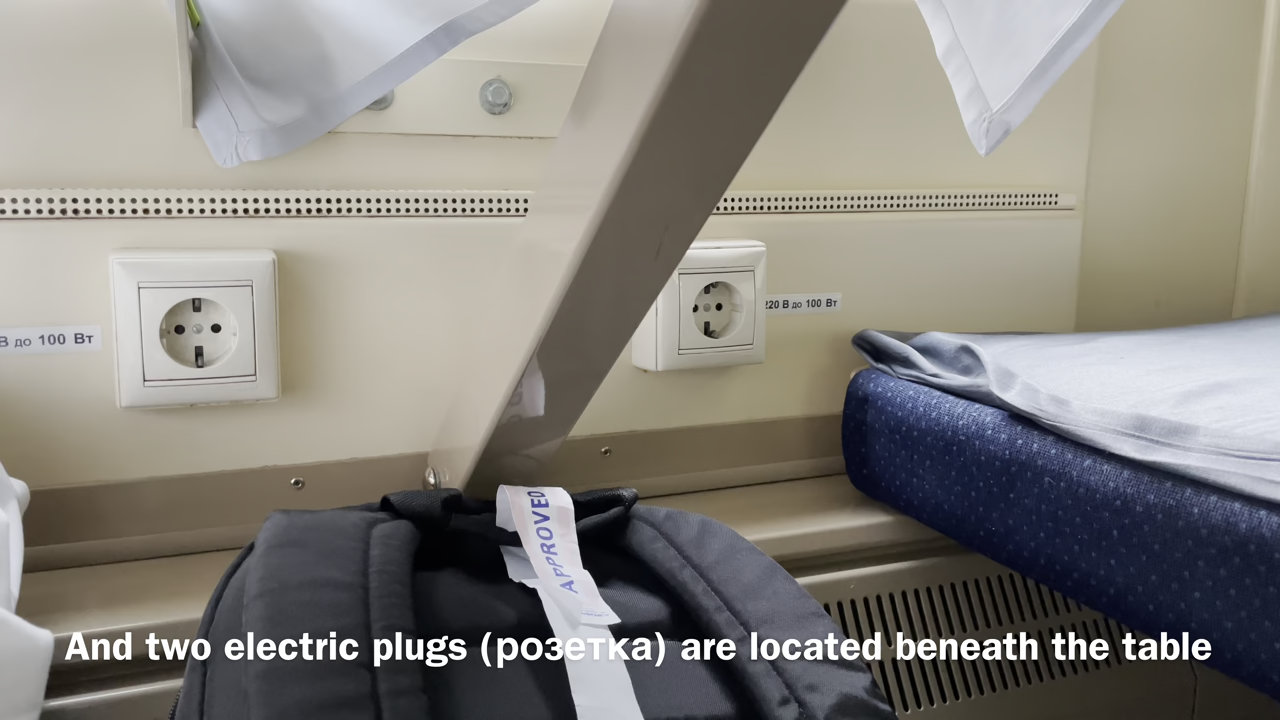 В до 100 Вт
220 В до 100 Вт
APPROVED
And two electric plugs (розетка) are located beneath the table